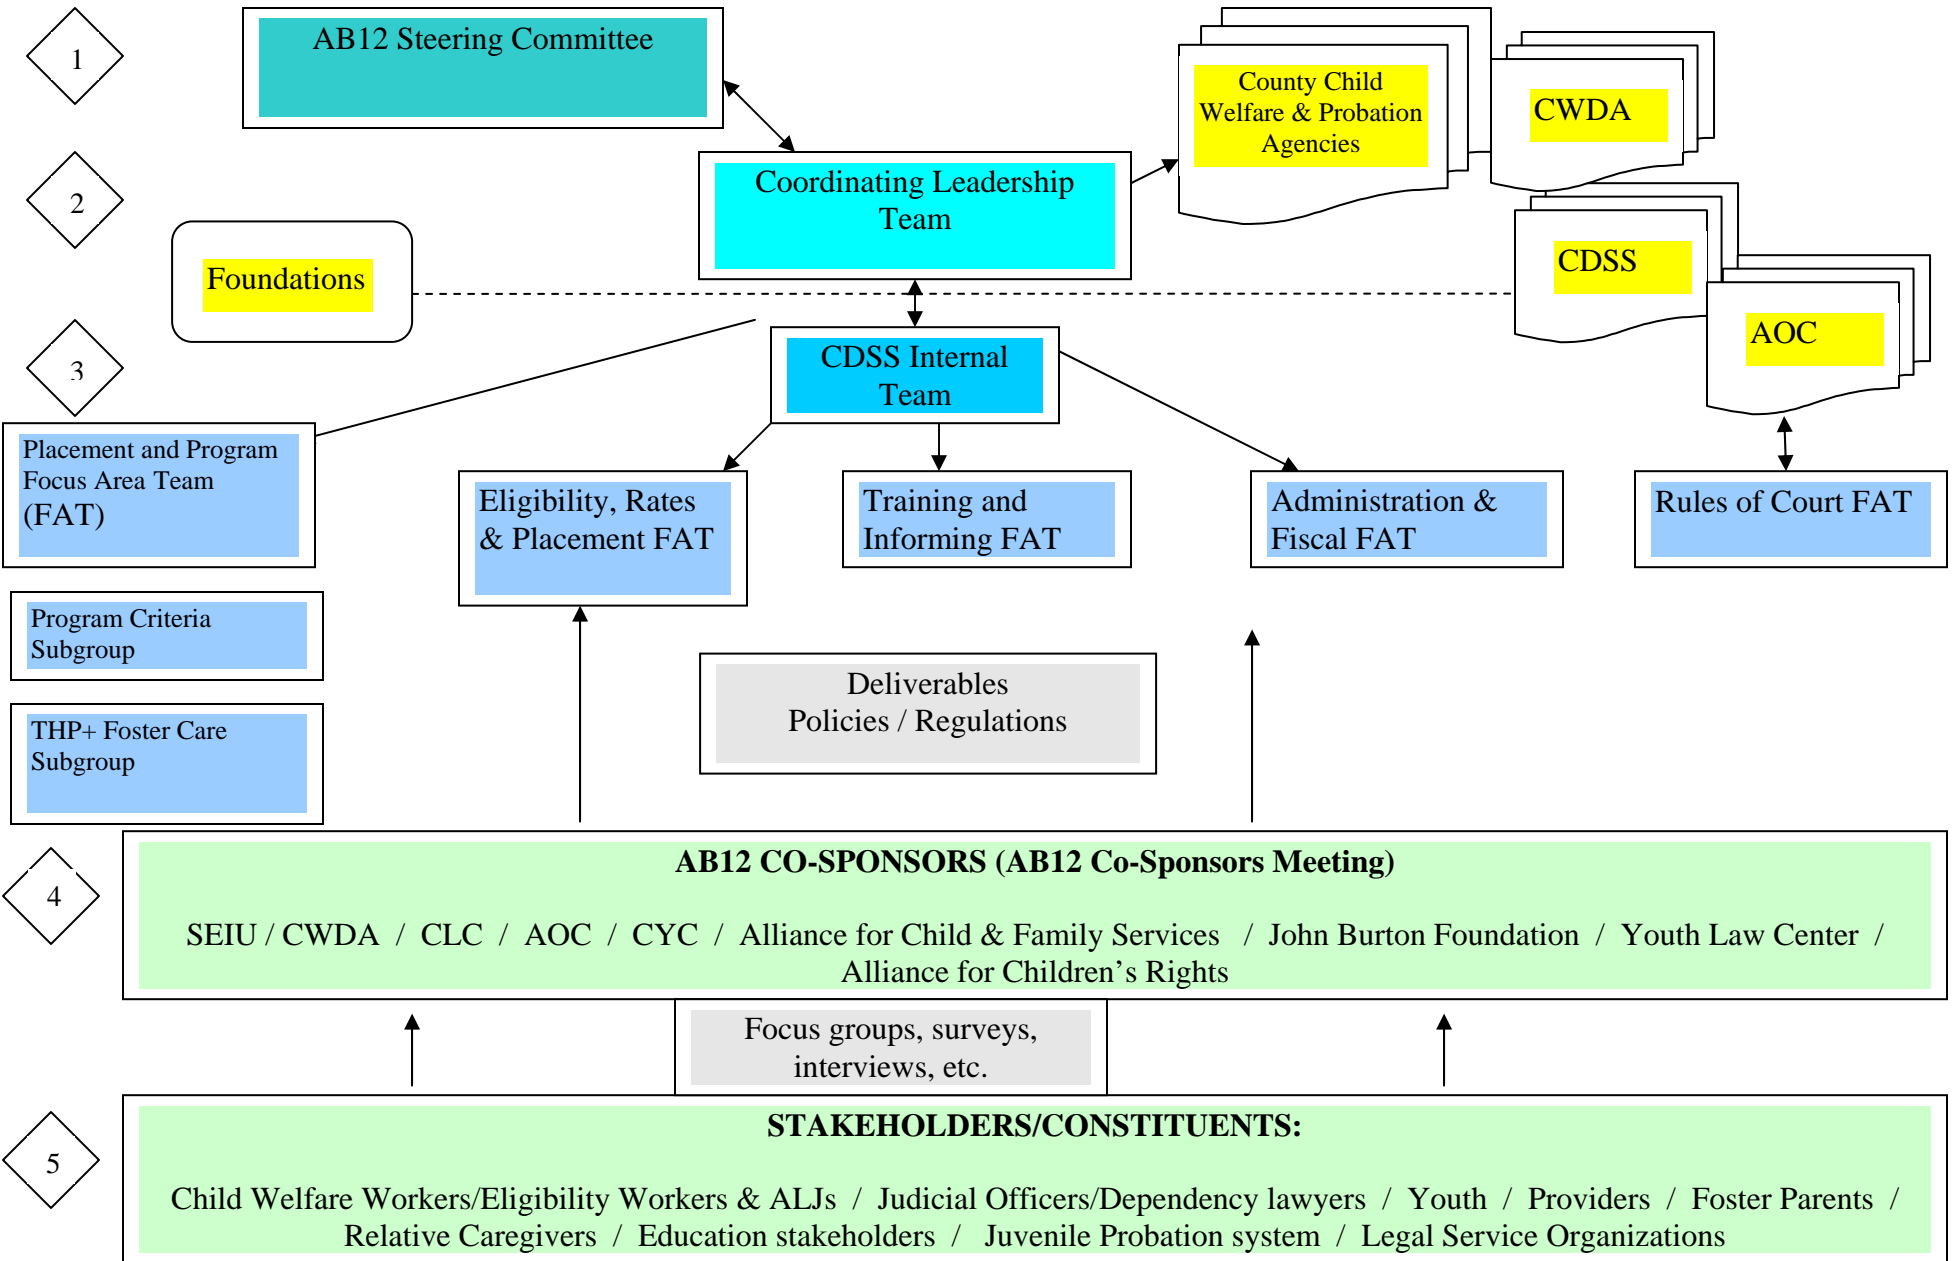 1
AB12 Steering Committee
County Child
Welfare & Probation
Agencies
CWDA
2
Coordinating Leadership
Team
Foundations
CDSS
AOC
3
CDSS Internal
Team
Placement and Program
Focus Area Team
(FAT)
Eligibility, Rates
& Placement FAT
Training and
Informing FAT
Administration &
Fiscal FAT
Rules of Court FAT
Program Criteria
Subgroup
THP+ Foster Care
Subgroup
Deliverables
Policies / Regulations
4
AB12 CO-SPONSORS (AB12 Co-Sponsors Meeting)
SEIU / CWDA / CLC / AOC / CYC / Alliance for Child & Family Services / John Burton Foundation / Youth Law Center /
Alliance for Children’s Rights
Focus groups, surveys,
interviews, etc.
5
STAKEHOLDERS/CONSTITUENTS:
Child Welfare Workers/Eligibility Workers & ALJs / Judicial Officers/Dependency lawyers / Youth / Providers / Foster Parents /
Relative Caregivers / Education stakeholders / Juvenile Probation system / Legal Service Organizations